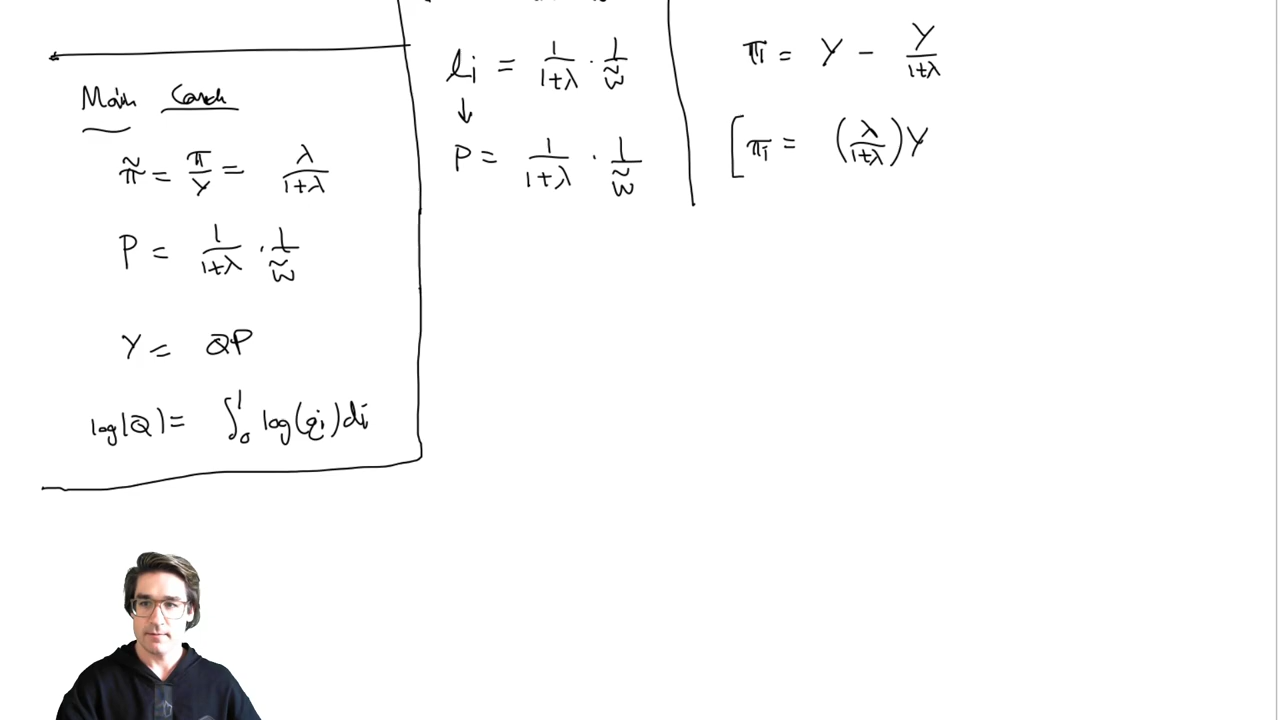 Main Cond
π̃ = π/Y = λ/(1+λ)
P = 1/(1+λ) · 1/w̃
Y = QP
log(Q) = ∫₀¹ log(qᵢ)di
lᵢ = 1/(1+λ) · 1/w̃
↓
P = 1/(1+λ) · 1/w̃
πᵢ = Y − Y/(1+λ)
[πᵢ = (λ/(1+λ))Y